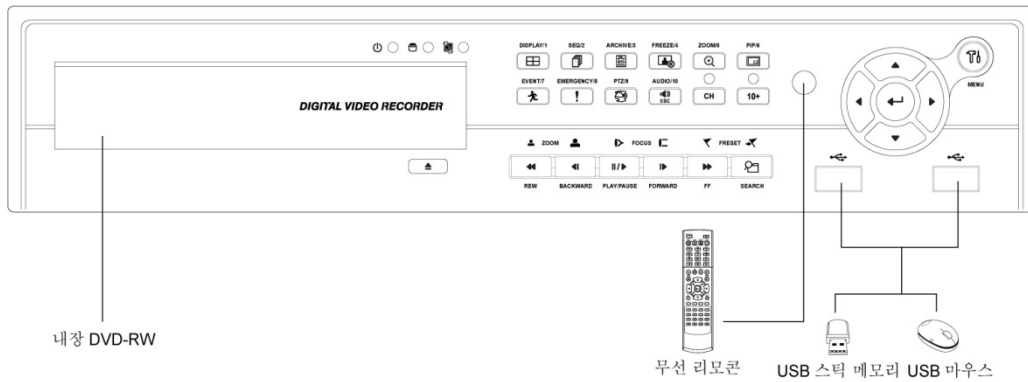 DISPLAY/1 SEQ/2 ARCHIVE/3 FREEZE/4 ZOOM/5 PIP/6
EVENT/7 EMERGENCY/8 PTZ/9 AUDIO/10
ESC CH 10+
MENU
DIGITAL VIDEO RECORDER
ZOOM FOCUS PRESET
REW BACKWARD PLAY/PAUSE FORWARD FF SEARCH
내장 DVD-RW
무선 리모콘
USB 스틱 메모리 USB 마우스